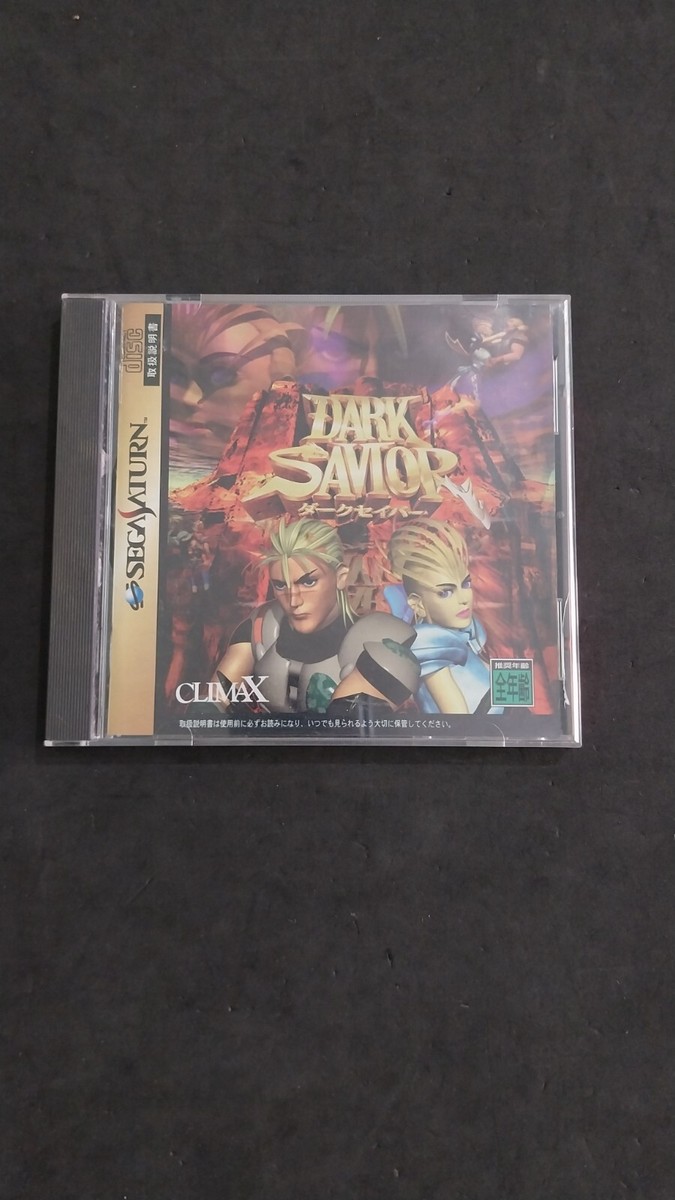 disc
取扱説明書
SEGA SATURN™
DARK
SAVIOR
ダークセイバー
CLIMAX
推奨年齢
全年齢
取扱説明書は使用前に必ずお読みになり、いつでも見られるよう大切に保管してください。